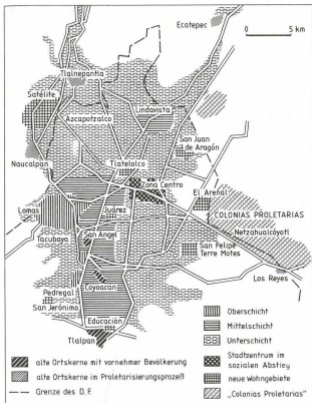 Ecatepec
0 5 km
Tlalnepantla
Satélite
Azcapotzalco
Lindavista
San Juan
de Aragón
Naucalpan
Tlatelolco
Zona Centro
El Arenal
Lomas
Juárez
COLONIAS PROLETARIAS
Tacubaya
San Angel
Netzahualcóyotl
San Felipe
Terre Motes
Los Reyes
Pedregal
Coyoacan
San Jerónimo
Educación
Tlalpan
Oberschicht
Mittelschicht
Unterschicht
Stadtzentrum im
sozialen Abstieg
neue Wohngebiete
„Colonias Proletarias"
alte Ortskerne mit vornehmer Bevölkerung
alte Ortskerne im Proletarisierungsprozeß
Grenze des D.F.